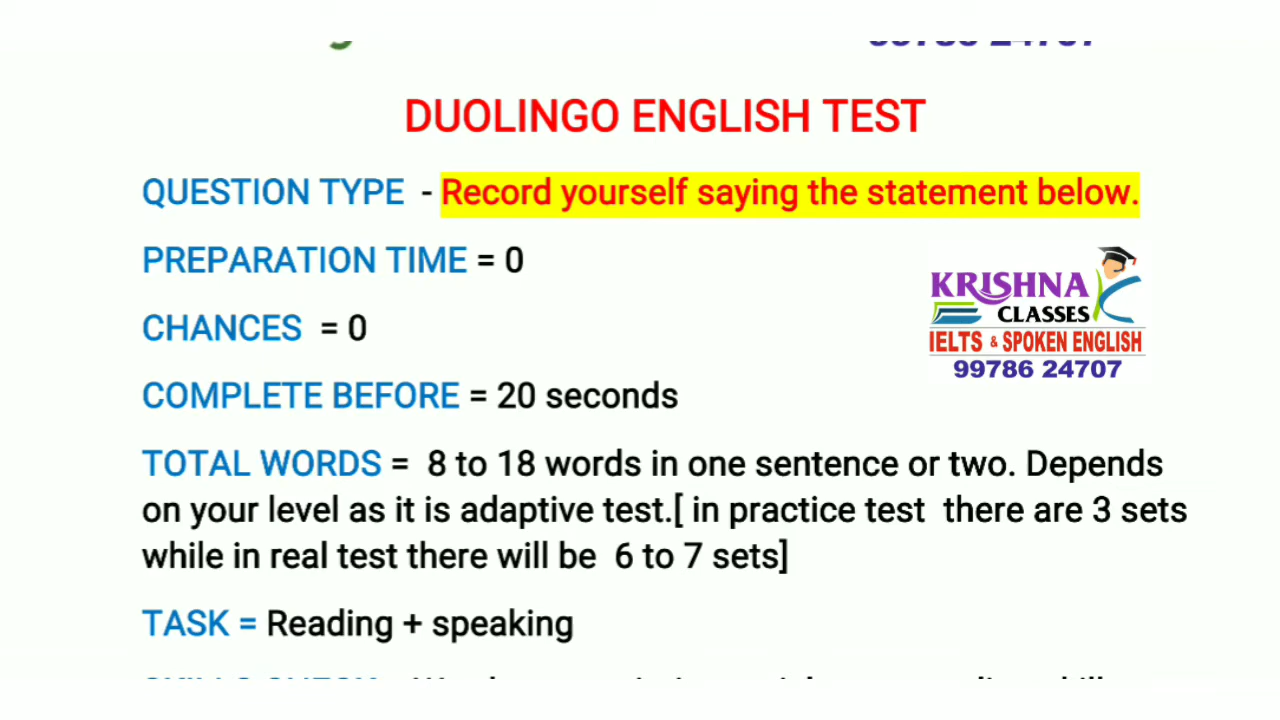 DUOLINGO ENGLISH TEST
QUESTION TYPE - Record yourself saying the statement below.
PREPARATION TIME = 0
KRISHNA
CHANCES = 0
CLASSES
IELTS & SPOKEN ENGLISH
99786 24707
COMPLETE BEFORE = 20 seconds
TOTAL WORDS = 8 to 18 words in one sentence or two. Depends
on your level as it is adaptive test.[ in practice test there are 3 sets
while in real test there will be 6 to 7 sets]
TASK = Reading + speaking